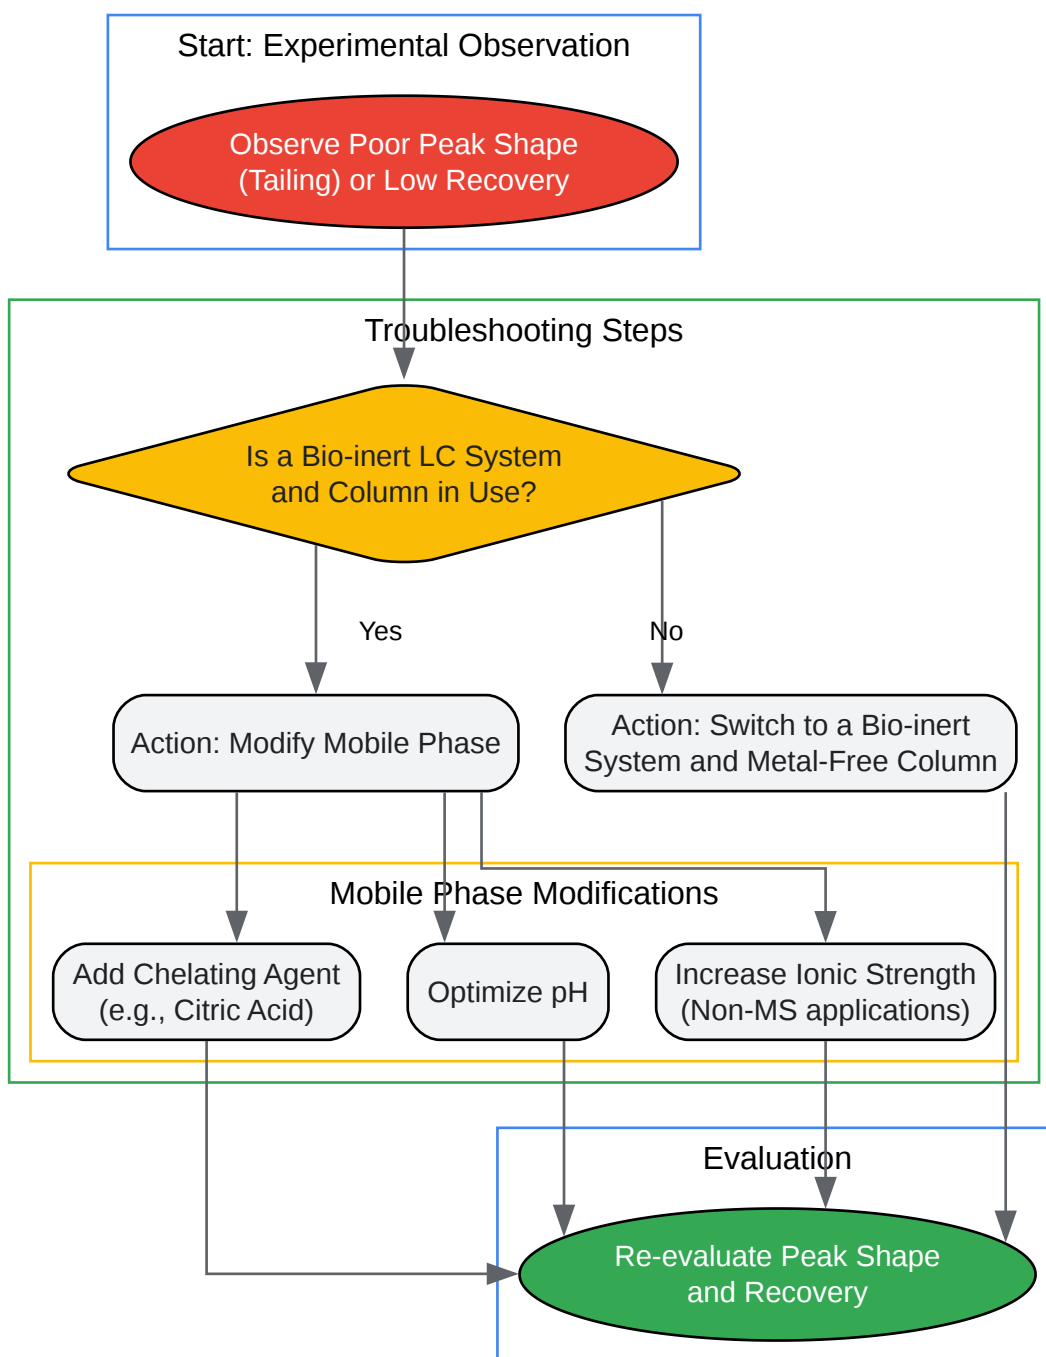 Start: Experimental Observation
Observe Poor Peak Shape
(Tailing) or Low Recovery
Troubleshooting Steps
Is a Bio-inert LC System
and Column in Use?
Yes
No
Action: Modify Mobile Phase
Action: Switch to a Bio-inert
System and Metal-Free Column
Mobile Phase Modifications
Add Chelating Agent
(e.g., Citric Acid)
Optimize pH
Increase Ionic Strength
(Non-MS applications)
Evaluation
Re-evaluate Peak Shape
and Recovery